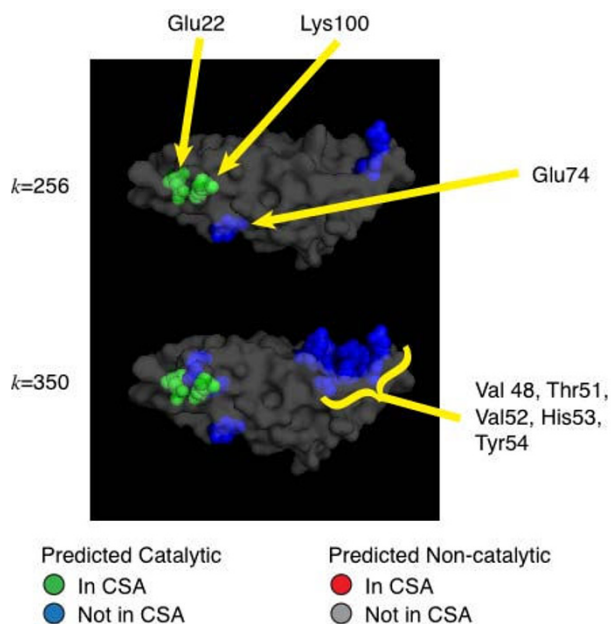 Glu22
Lys100
k=256
Glu74
k=350
Val 48, Thr51,
Val52, His53,
Tyr54
Predicted Catalytic
In CSA
Not in CSA
Predicted Non-catalytic
In CSA
Not in CSA